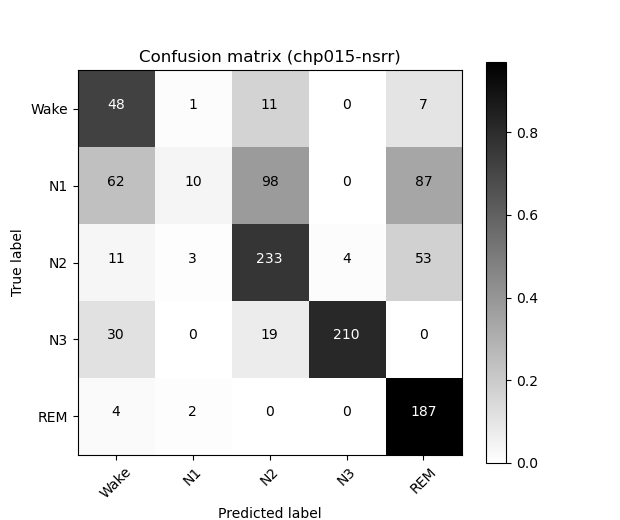 Confusion matrix (chp015-nsrr)
True label
Wake 48 1 11 0 7
N1 62 10 98 0 87
N2 11 3 233 4 53
N3 30 0 19 210 0
REM 4 2 0 0 187
Wake N1 N2 N3 REM
Predicted label
0.8
0.6
0.4
0.2
0.0